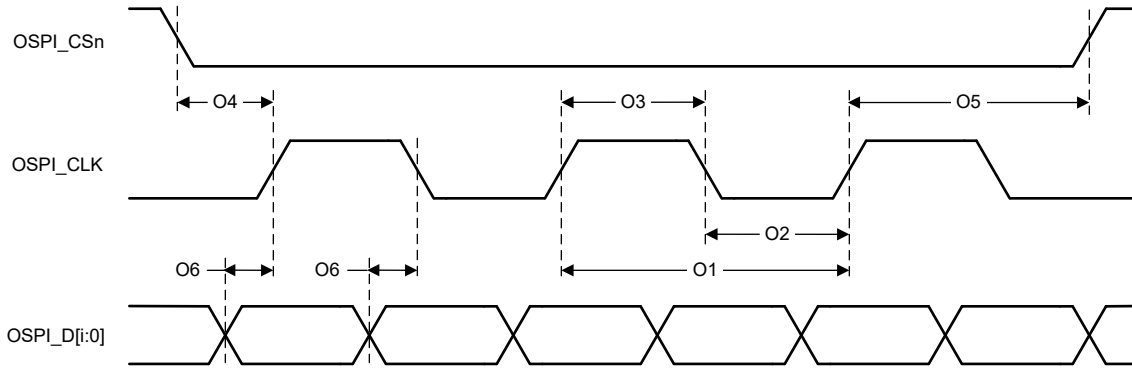 OSPI_CSn
O4
O3
O5
OSPI_CLK
O2
O6
O6
O1
OSPI_D[i:0]